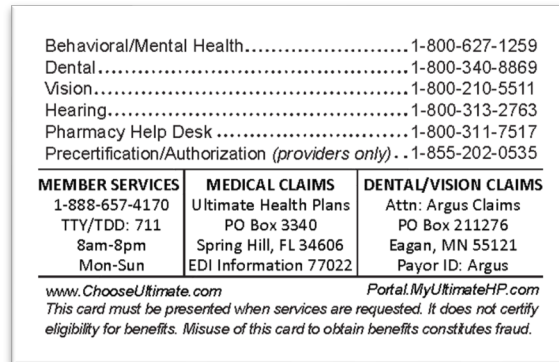 Behavioral/Mental Health..........................1-800-627-1259
Dental..................................................1-800-340-8869
Vision...................................................1-800-210-5511
Hearing.................................................1-800-313-2763
Pharmacy Help Desk ..............................1-800-311-7517
Precertification/Authorization (providers only)..1-855-202-0535
MEMBER SERVICES
1-888-657-4170
TTY/TDD: 711
8am-8pm
Mon-Sun
MEDICAL CLAIMS
Ultimate Health Plans
PO Box 3340
Spring Hill, FL 34606
EDI Information 77022
DENTAL/VISION CLAIMS
Attn: Argus Claims
PO Box 211276
Eagan, MN 55121
Payor ID: Argus
www.ChooseUltimate.com Portal.MyUltimateHP.com
This card must be presented when services are requested. It does not certify
eligibility for benefits. Misuse of this card to obtain benefits constitutes fraud.